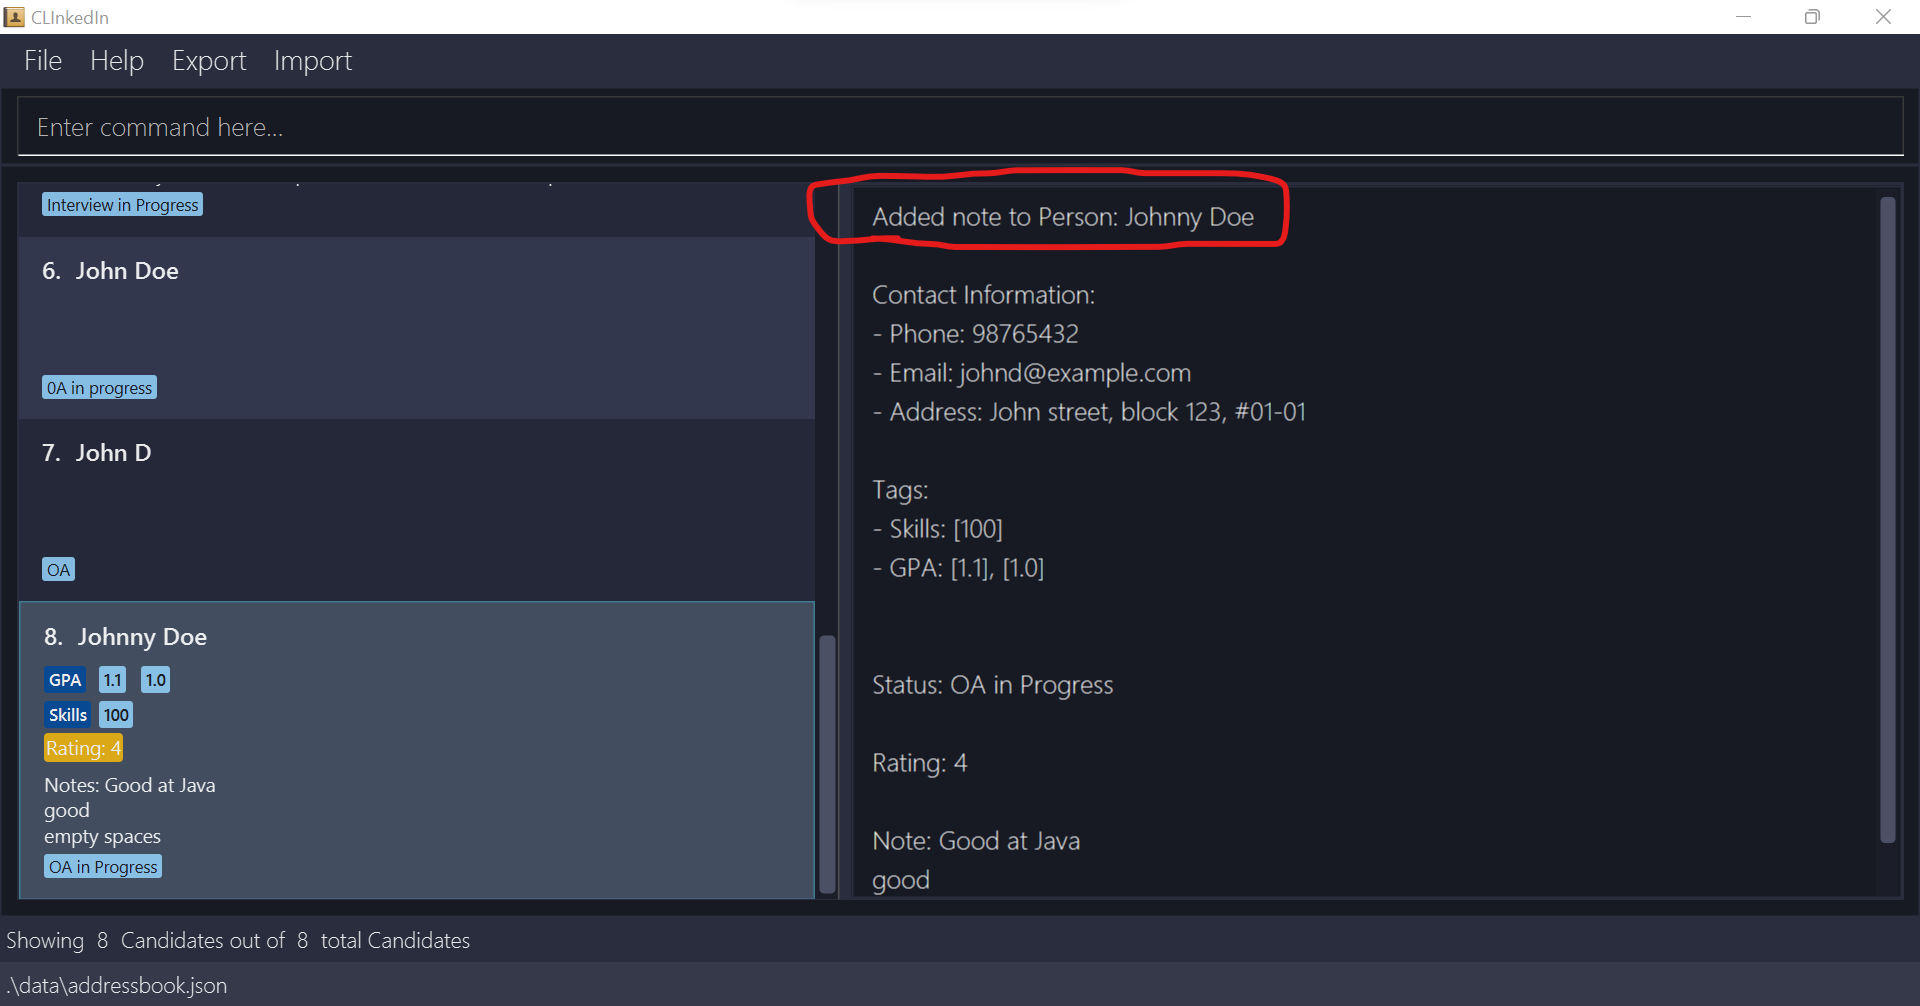 CLInkedIn
File Help Export Import
Enter command here...
Interview in Progress
6. John Doe
0A in progress
7. John D
OA
8. Johnny Doe
GPA 1.1 1.0
Skills 100
Rating: 4
Notes: Good at Java
good
empty spaces
OA in Progress
Added note to Person: Johnny Doe
Contact Information:
- Phone: 98765432
- Email: johnd@example.com
- Address: John street, block 123, #01-01
Tags:
- Skills: [100]
- GPA: [1.1], [1.0]
Status: OA in Progress
Rating: 4
Note: Good at Java
good
Showing 8 Candidates out of 8 total Candidates
.\data\addressbook.json